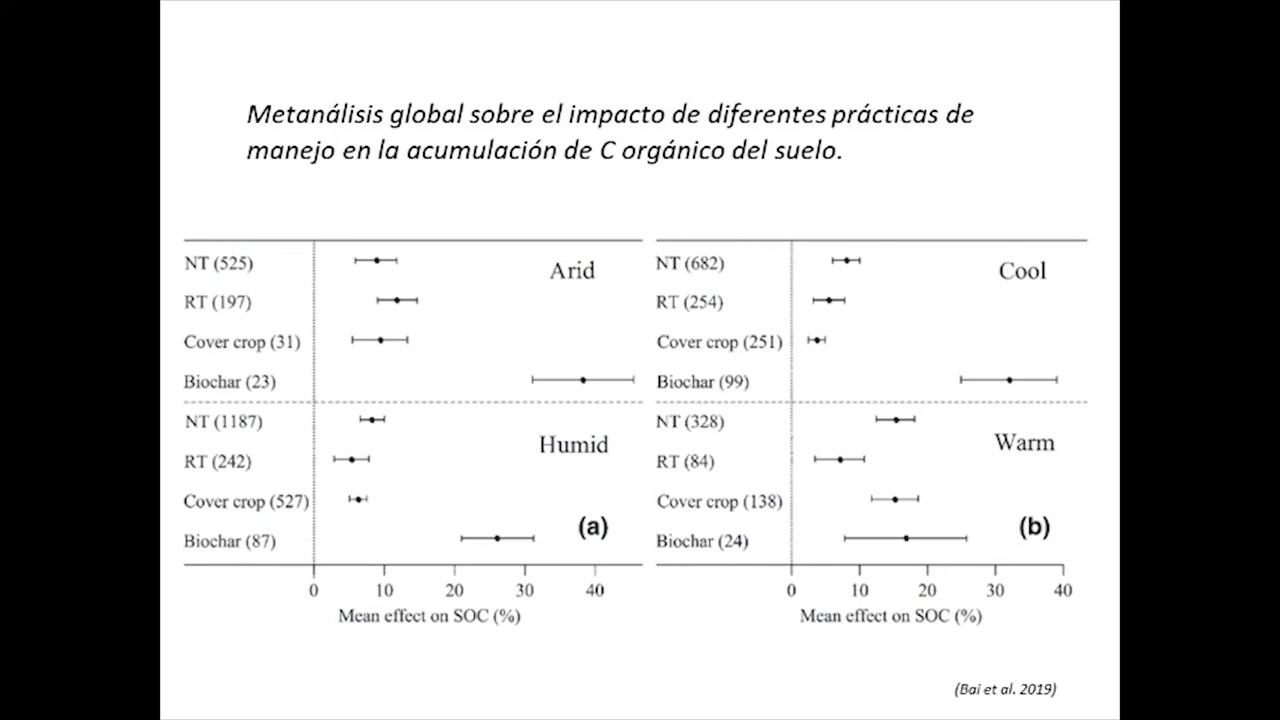 Metanálisis global sobre el impacto de diferentes prácticas de
manejo en la acumulación de C orgánico del suelo.
NT (525)
Arid
RT (197)
Cover crop (31)
Biochar (23)
NT (1187)
Humid
RT (242)
Cover crop (527)
(a)
Biochar (87)
0 10 20 30 40
Mean effect on SOC (%)
NT (682)
Cool
RT (254)
Cover crop (251)
Biochar (99)
NT (328)
Warm
RT (84)
Cover crop (138)
(b)
Biochar (24)
0 10 20 30 40
Mean effect on SOC (%)
(Bai et al. 2019)